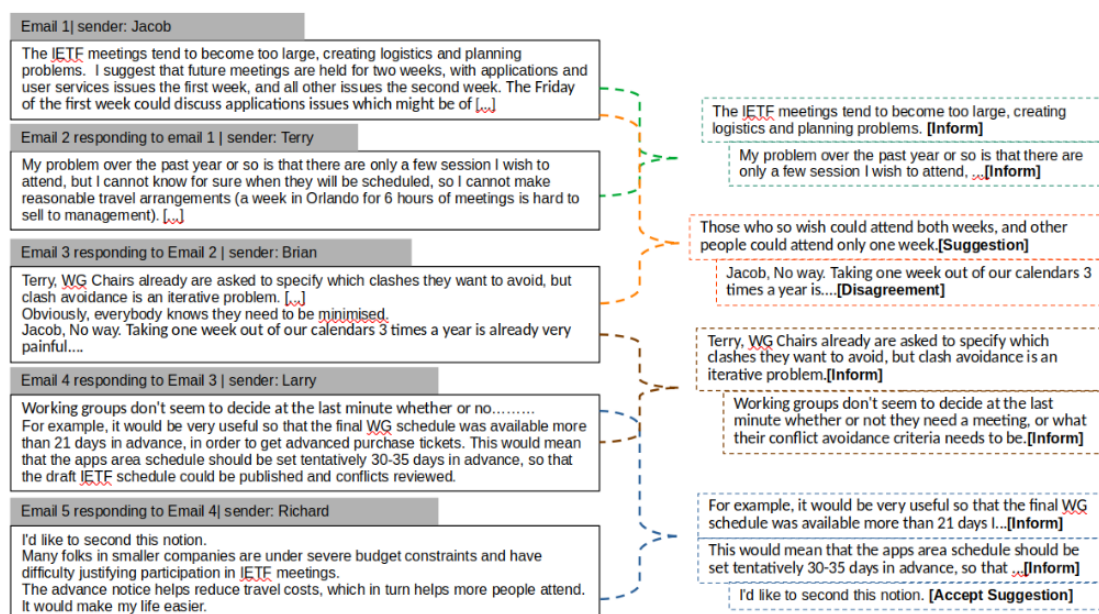 Email 1| sender: Jacob
The IETF meetings tend to become too large, creating logistics and planning
problems.  I suggest that future meetings are held for two weeks, with applications and
user services issues the first week, and all other issues the second week. The Friday
of the first week could discuss applications issues which might be of [...]
Email 2 responding to email 1 | sender: Terry
My problem over the past year or so is that there are only a few session I wish to
attend, but I cannot know for sure when they will be scheduled, so I cannot make
reasonable travel arrangements (a week in Orlando for 6 hours of meetings is hard to
sell to management). [...]
Email 3 responding to Email 2 | sender: Brian
Terry, WG Chairs already are asked to specify which clashes they want to avoid, but
clash avoidance is an iterative problem. [...]
Obviously, everybody knows they need to be minimised.
Jacob, No way. Taking one week out of our calendars 3 times a year is already very
painful....
Email 4 responding to Email 3 | sender: Larry
Working groups don't seem to decide at the last minute whether or no.........
For example, it would be very useful so that the final WG schedule was available more
than 21 days in advance, in order to get advanced purchase tickets. This would mean
that the apps area schedule should be set tentatively 30-35 days in advance, so that
the draft IETF schedule could be published and conflicts reviewed.
Email 5 responding to Email 4| sender: Richard
I'd like to second this notion.
Many folks in smaller companies are under severe budget constraints and have
difficulty justifying participation in IETF meetings.
The advance notice helps reduce travel costs, which in turn helps more people attend.
It would make my life easier.
The IETF meetings tend to become too large, creating
logistics and planning problems. [Inform]
My problem over the past year or so is that there are
only a few session I wish to attend, ...[Inform]
Those who so wish could attend both weeks, and other
people could attend only one week.[Suggestion]
Jacob, No way. Taking one week out of our calendars 3
times a year is....[Disagreement]
Terry, WG Chairs already are asked to specify which
clashes they want to avoid, but clash avoidance is an
iterative problem.[Inform]
Working groups don't seem to decide at the last
minute whether or not they need a meeting, or what
their conflict avoidance criteria needs to be.[Inform]
For example, it would be very useful so that the final WG
schedule was available more than 21 days I...[Inform]
This would mean that the apps area schedule should be
set tentatively 30-35 days in advance, so that ...[Inform]
I'd like to second this notion. [Accept Suggestion]